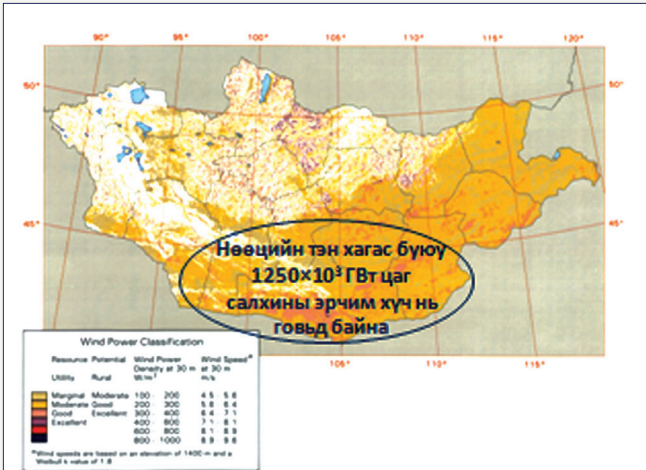 90° 95° 100° 105° 110° 115° 120°
50° 50°
45° 45°
Нөөцийн тэн хагас буюу
1250×10³ ГВт цаг
салхины эрчим хүч нь
говьд байна
105° 110° 115°
Wind Power Classification
Resource Potential Wind Power Wind Speedª
Density at 30 m at 30 m
Utility Rural W/m² m/s
Marginal Moderate 100 - 200 4.5 - 5.6
Moderate Good 200 - 300 5.6 - 6.4
Good Excellent 300 - 400 6.4 - 7.1
Excellent 400 - 600 7.1 - 8.1
600 - 800 8.1 - 8.9
800 - 1000 8.9 - 9.6
ªWind speeds are based on an elevation of 1400 m and a
Weibull k value of 1.8